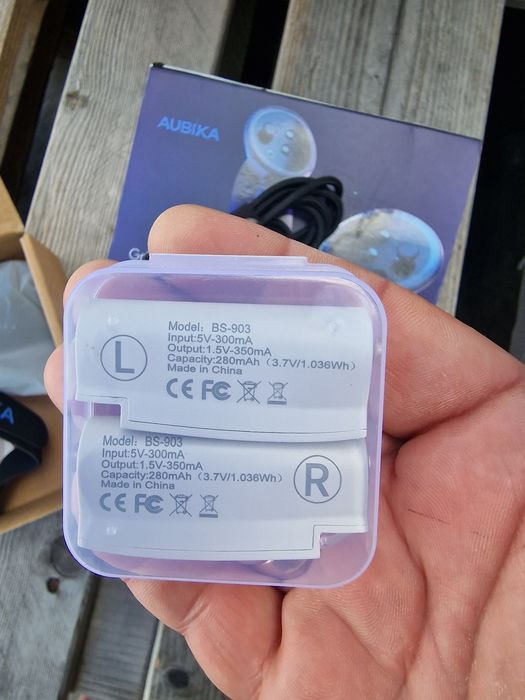 AUBIKA
L
Model: BS-903
Input:5V-300mA
Output:1.5V-350mA
Capacity:280mAh (3.7V/1.036Wh)
Made in China
CE FC
Model: BS-903
Input:5V-300mA
Output:1.5V-350mA
Capacity:280mAh (3.7V/1.036Wh)
Made in China
CE FC
R